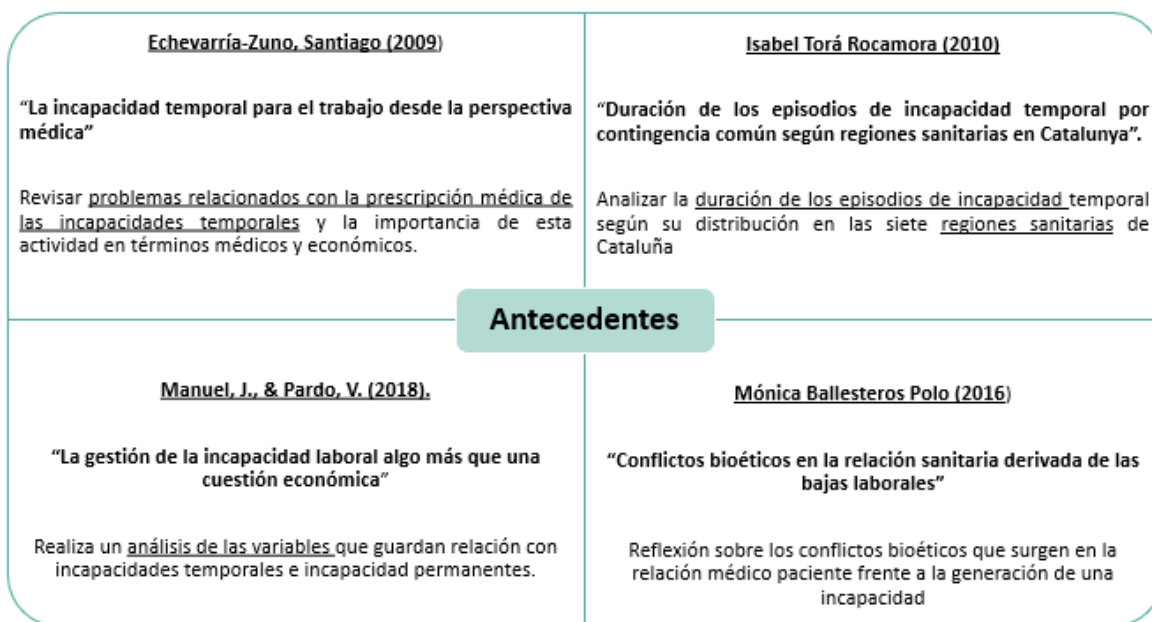 Echevarría-Zuno, Santiago (2009)
“La incapacidad temporal para el trabajo desde la perspectiva
médica”
Revisar problemas relacionados con la prescripción médica de
las incapacidades temporales y la importancia de esta
actividad en términos médicos y económicos.
Isabel Torá Rocamora (2010)
“Duración de los episodios de incapacidad temporal por
contingencia común según regiones sanitarias en Catalunya”.
Analizar la duración de los episodios de incapacidad temporal
según su distribución en las siete regiones sanitarias de
Cataluña
Antecedentes
Manuel, J., & Pardo, V. (2018).
“La gestión de la incapacidad laboral algo más que una
cuestión económica”
Realiza un análisis de las variables que guardan relación con
incapacidades temporales e incapacidad permanentes.
Mónica Ballesteros Polo (2016)
“Conflictos bioéticos en la relación sanitaria derivada de las
bajas laborales”
Reflexión sobre los conflictos bioéticos que surgen en la
relación médico paciente frente a la generación de una
incapacidad